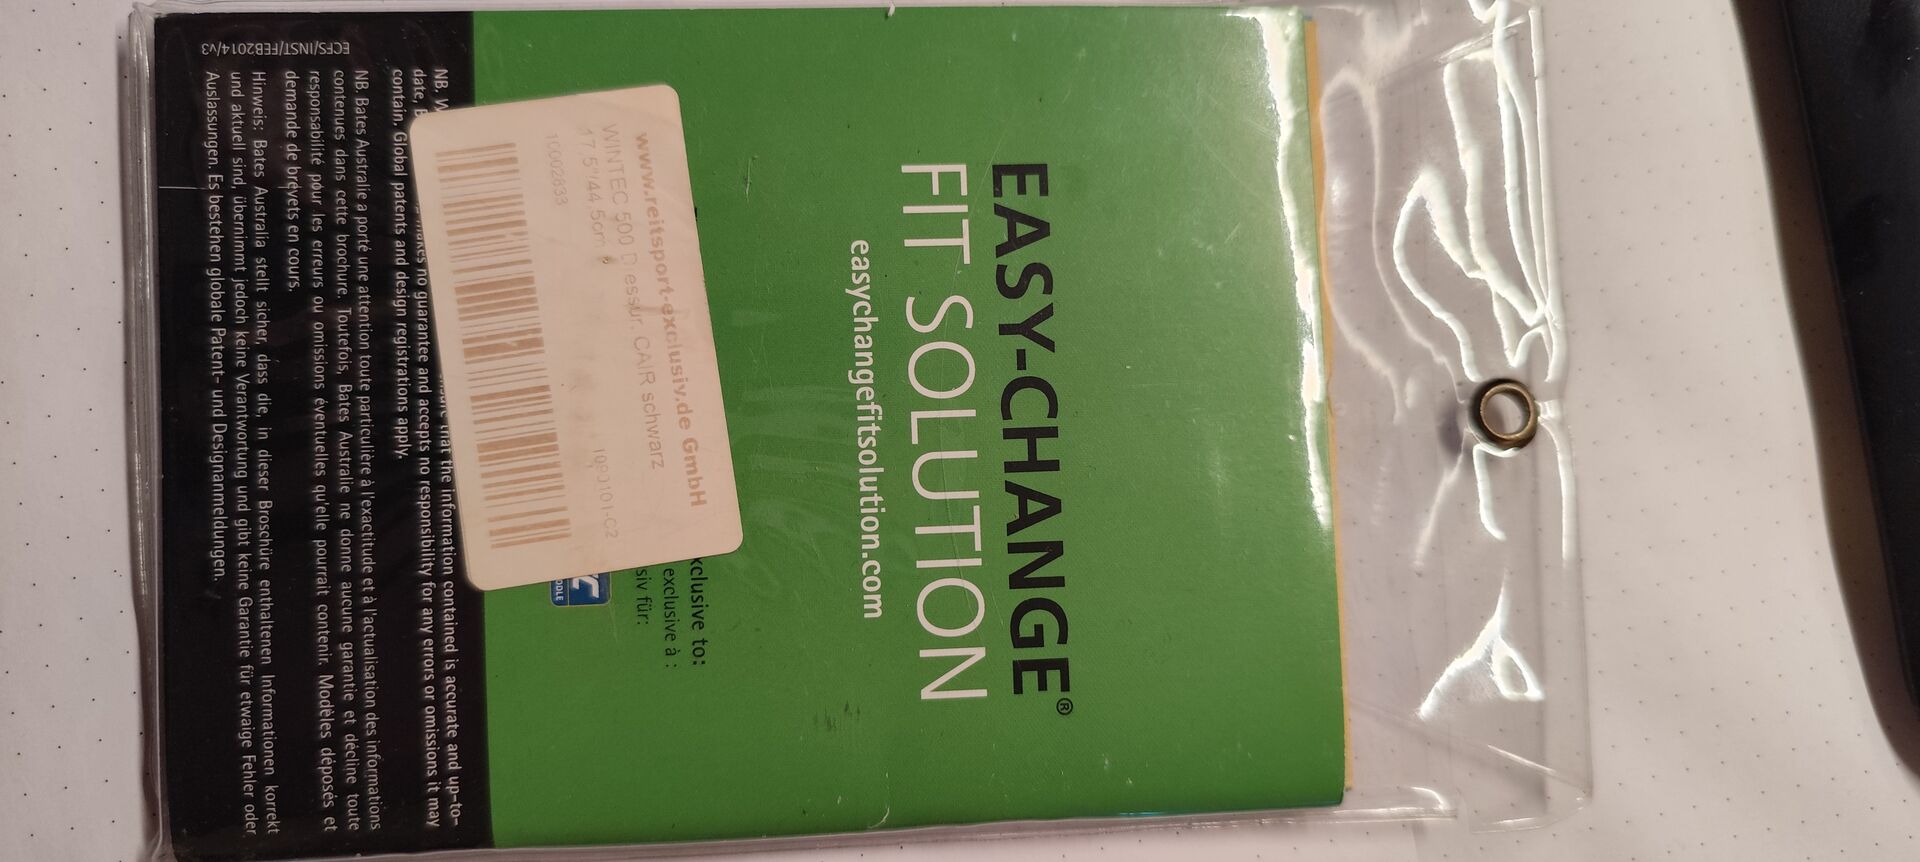 EASY-CHANGE®
FIT SOLUTION
easychangefitsolution.com
xclusive to:
exclusive à :
siv für:
www.reitsport-exclusiv.de GmbH
WINTEC 500 Dressur, CAIR schwarz
17,5"/44,5cm
10002833
NB.
that the information contained is accurate and up-to-
date, makes no guarantee and accepts no responsibility for any errors or omissions it may
contain. Global patents and design registrations apply.
NB. Bates Australie a porté une attention toute particulière à l'exactitude et à l'actualisation des informations
contenues dans cette brochure. Toutefois, Bates Australie ne donne aucune garantie et décline toute
responsabilité pour les erreurs ou omissions éventuelles qu'elle pourrait contenir. Modèles déposés et
demande de brevets en cours.
Hinweis: Bates Australia stellt sicher, dass die, in dieser Broschüre enthaltenen Informationen korrekt
und aktuell sind, übernimmt jedoch keine Verantwortung und gibt keine Garantie für etwaige Fehler oder
Auslassungen. Es bestehen globale Patent- und Designanmeldungen.
ECFS/INST/FEB2014/v3